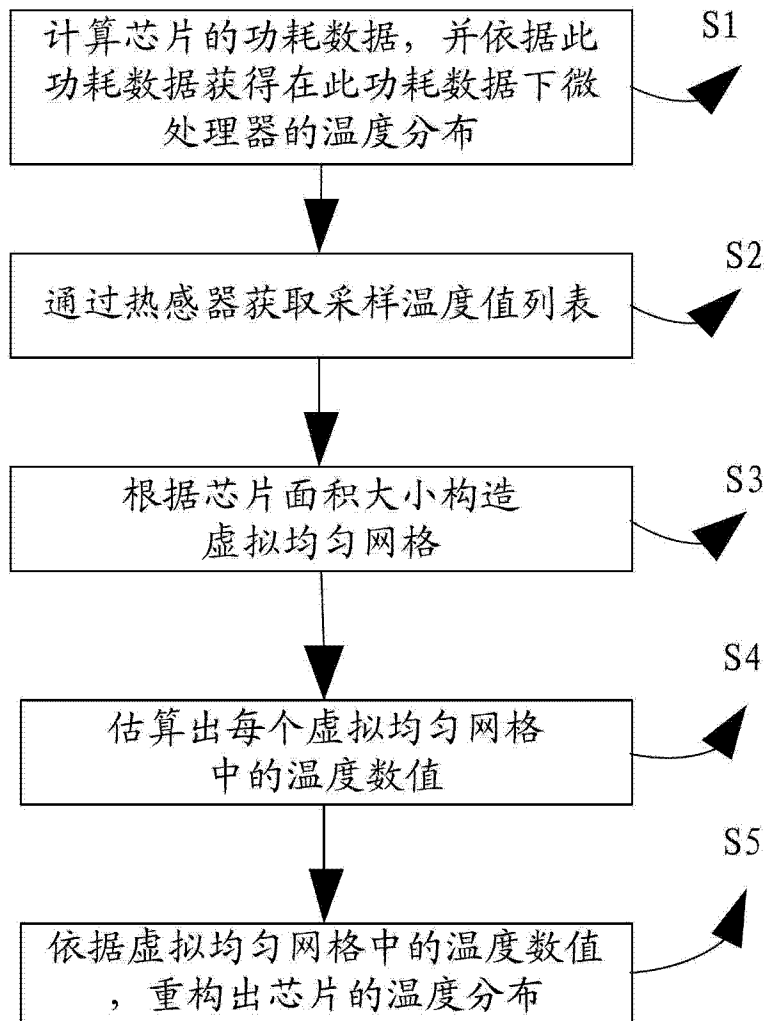 计算芯片的功耗数据，并依据此
功耗数据获得在此功耗数据下微
处理器的温度分布
S1
通过热感器获取采样温度值列表
S2
根据芯片面积大小构造
虚拟均匀网格
S3
估算出每个虚拟均匀网格
中的温度数值
S4
依据虚拟均匀网格中的温度数值
，重构出芯片的温度分布
S5